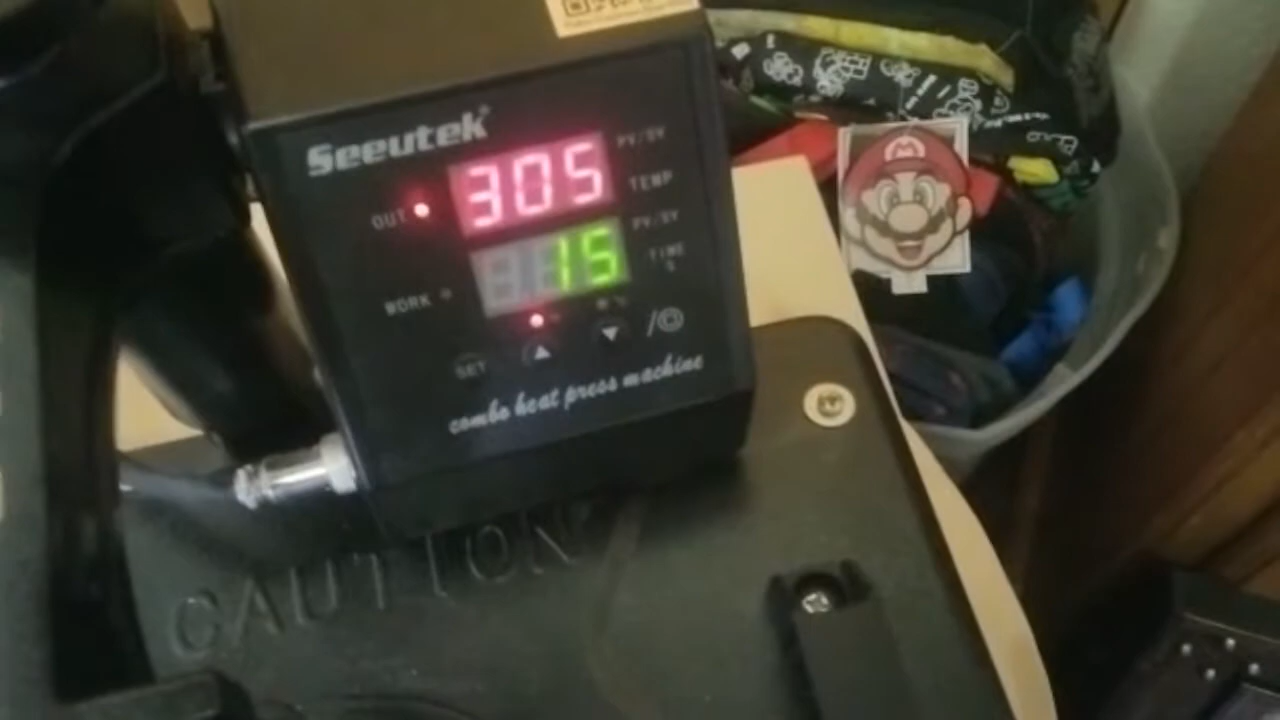 Seeutek
305
PV/SV
TEMP
OUT
PV/SV
15
TIME
S
WORK
SET
combo heat press machine
CAUTION
M